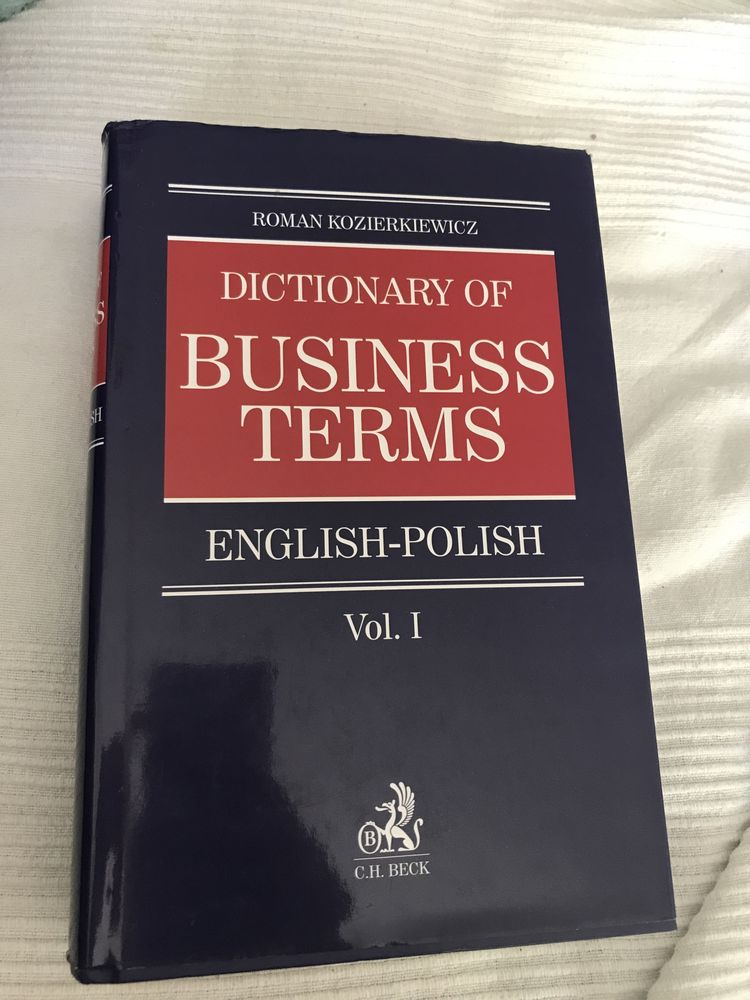 ROMAN KOZIERKIEWICZ
DICTIONARY OF
BUSINESS
TERMS
ENGLISH-POLISH
Vol. I
B
C.H. BECK